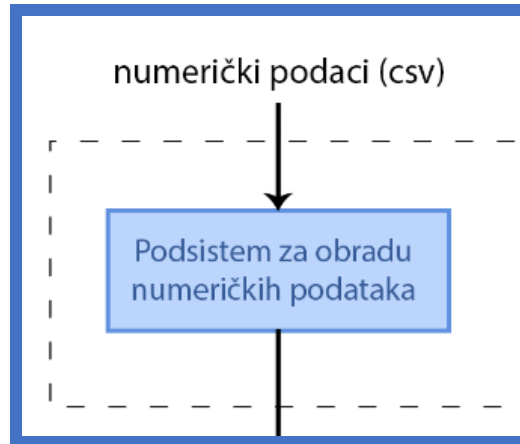 numerički podaci (csv)
Podsistem za obradu
numeričkih podataka